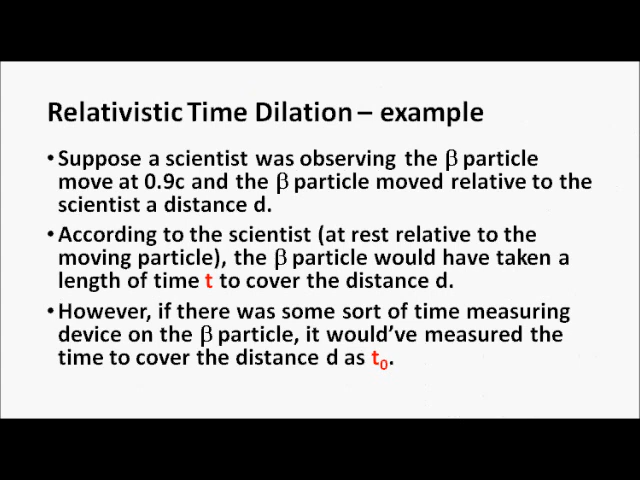 Relativistic Time Dilation – example
• Suppose a scientist was observing the β particle
move at 0.9c and the β particle moved relative to the
scientist a distance d.
• According to the scientist (at rest relative to the
moving particle), the β particle would have taken a
length of time t to cover the distance d.
• However, if there was some sort of time measuring
device on the β particle, it would’ve measured the
time to cover the distance d as t₀.